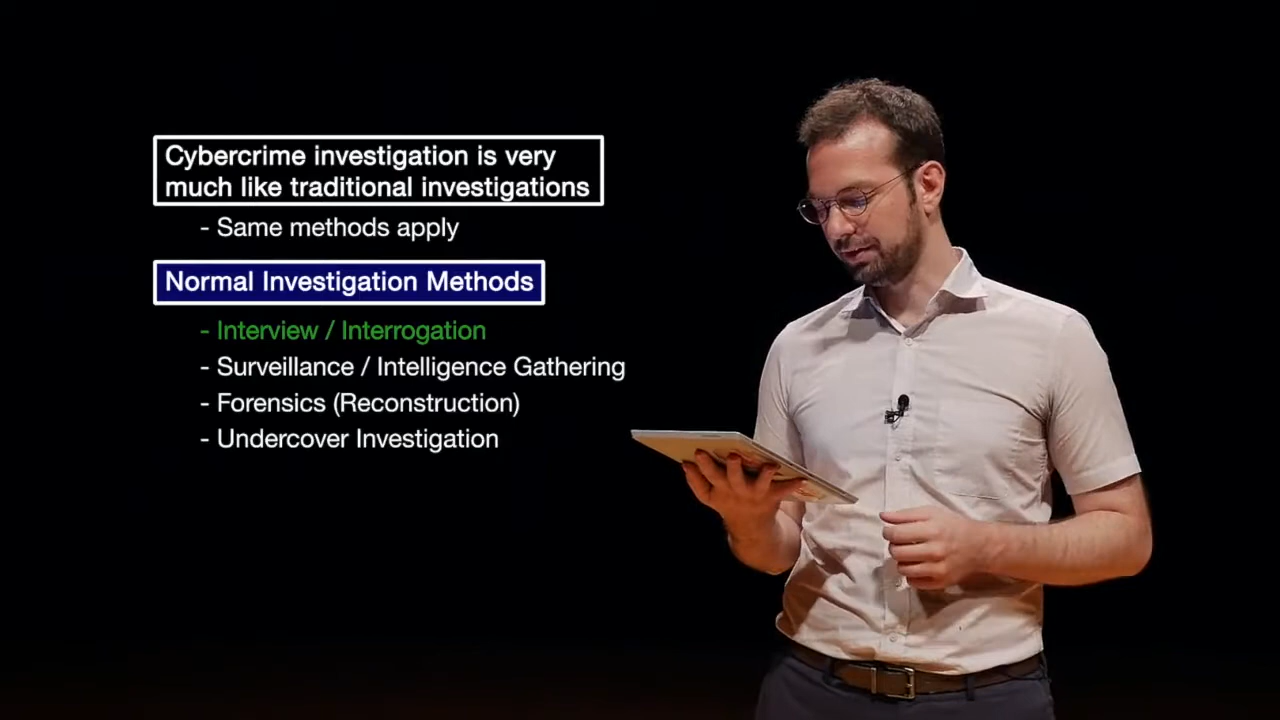 Cybercrime investigation is very
much like traditional investigations
- Same methods apply
Normal Investigation Methods
- Interview / Interrogation
- Surveillance / Intelligence Gathering
- Forensics (Reconstruction)
- Undercover Investigation